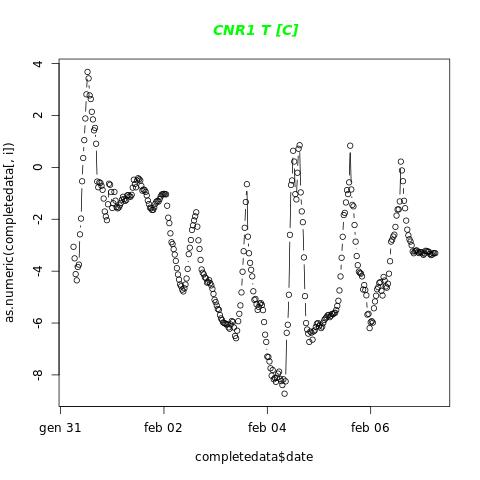 CNR1 T [C]
as.numeric(completedata[, i])
4
2
0
-2
-4
-6
-8
gen 31
feb 02
feb 04
feb 06
completedata$date